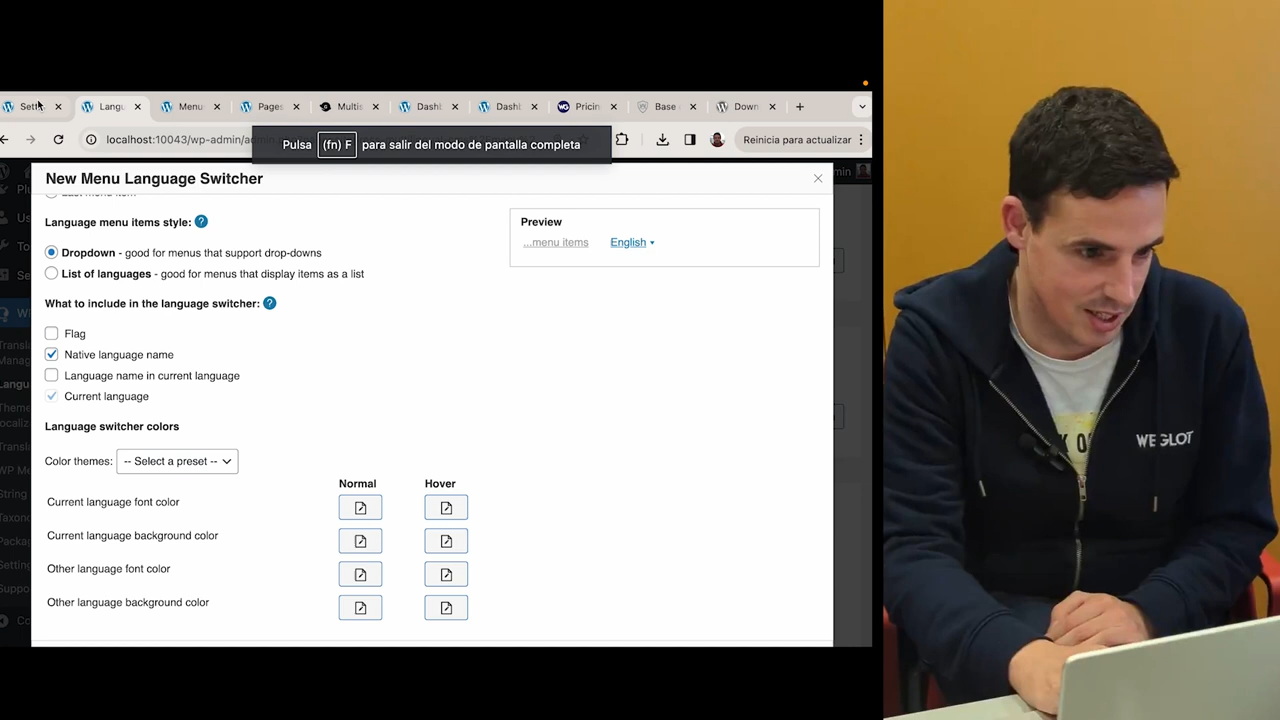 Sett
Langu
Menu
Pages
Multis
Dashb
Dashb
Pricin
Base
Down
localhost:10043/wp-admin/
Reinicia para actualizar
Pulsa (fn) F para salir del modo de pantalla completa
New Menu Language Switcher
Language menu items style:
Dropdown - good for menus that support drop-downs
List of languages - good for menus that display items as a list
What to include in the language switcher:
Flag
Native language name
Language name in current language
Current language
Language switcher colors
Color themes: -- Select a preset --
Normal Hover
Current language font color
Current language background color
Other language font color
Other language background color
Preview
...menu items English
WEGLOT